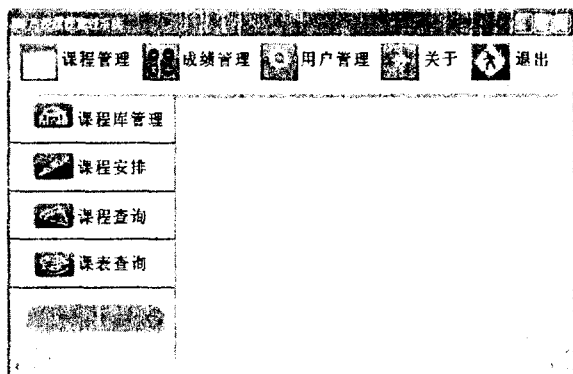 课程管理 成绩管理 用户管理 关于 退出
课程库管理
课程安排
课程查询
课表查询